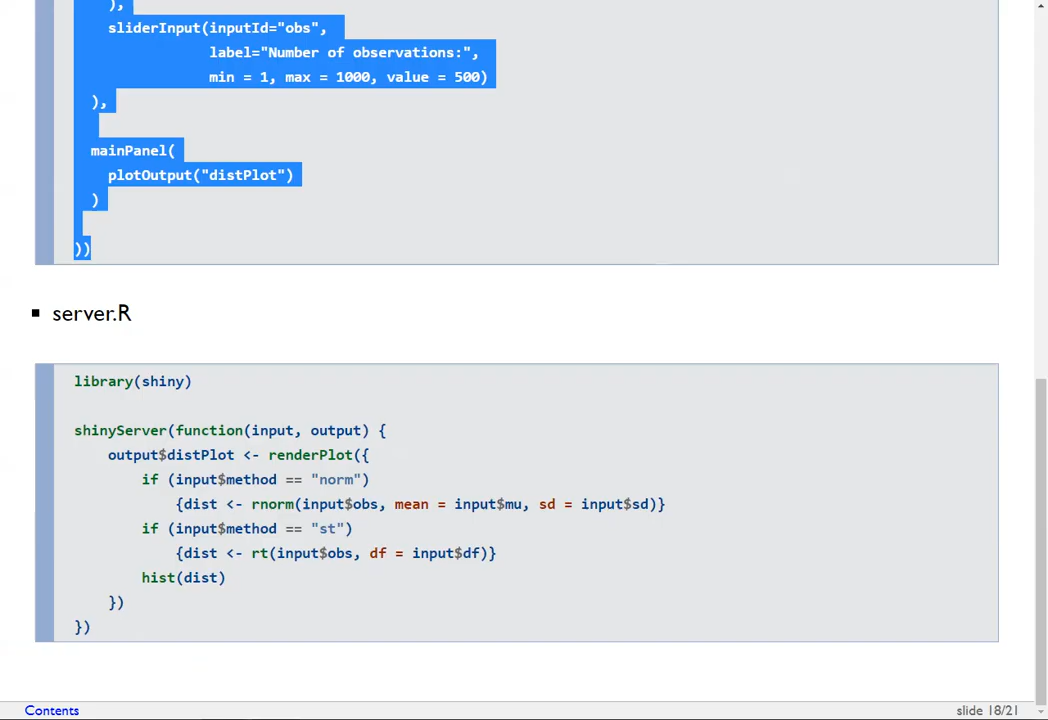 ),
sliderInput(inputId="obs",
label="Number of observations:",
min = 1, max = 1000, value = 500)
),
mainPanel(
plotOutput("distPlot")
)
))
▪ server.R
library(shiny)
shinyServer(function(input, output) {
output$distPlot <- renderPlot({
if (input$method == "norm")
{dist <- rnorm(input$obs, mean = input$mu, sd = input$sd)}
if (input$method == "st")
{dist <- rt(input$obs, df = input$df)}
hist(dist)
})
})
Contents
slide 18/21